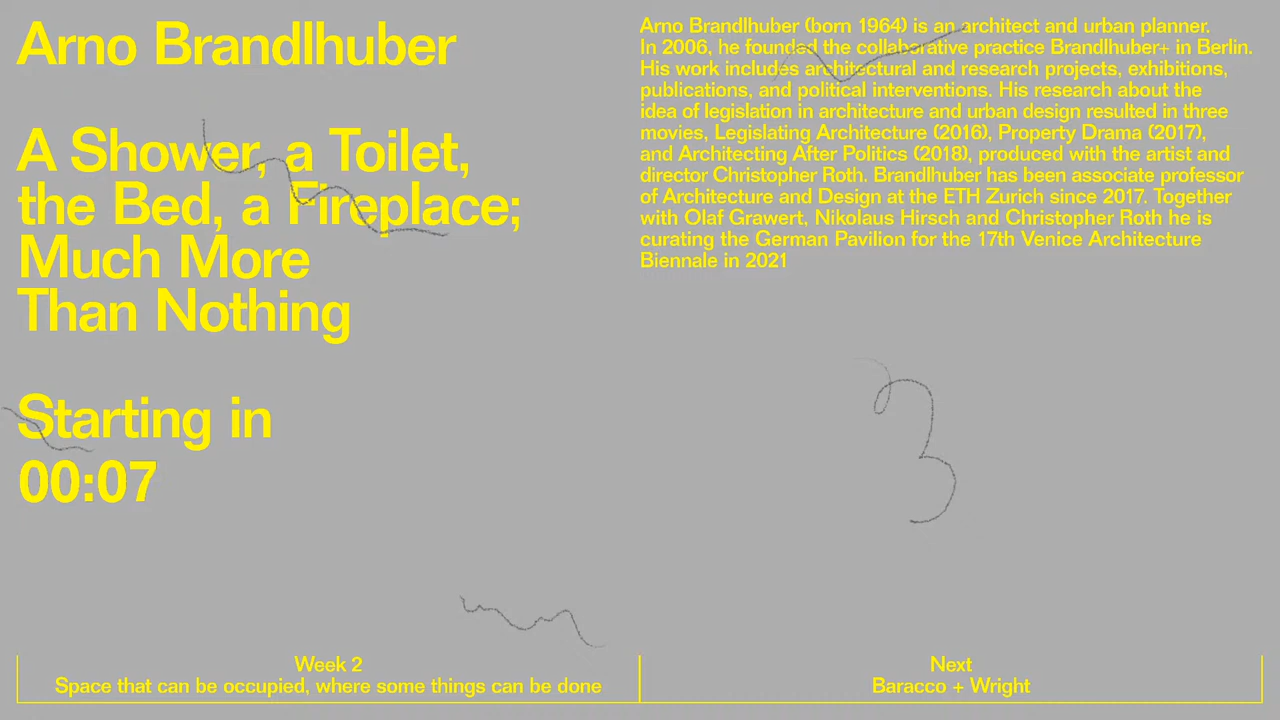 Arno Brandlhuber
A Shower, a Toilet,
the Bed, a Fireplace;
Much More
Than Nothing
Starting in
00:07
Arno Brandlhuber (born 1964) is an architect and urban planner.
In 2006, he founded the collaborative practice Brandlhuber+ in Berlin.
His work includes architectural and research projects, exhibitions,
publications, and political interventions. His research about the
idea of legislation in architecture and urban design resulted in three
movies, Legislating Architecture (2016), Property Drama (2017),
and Architecting After Politics (2018), produced with the artist and
director Christopher Roth. Brandlhuber has been associate professor
of Architecture and Design at the ETH Zurich since 2017. Together
with Olaf Grawert, Nikolaus Hirsch and Christopher Roth he is
curating the German Pavilion for the 17th Venice Architecture
Biennale in 2021
Week 2
Space that can be occupied, where some things can be done
Next
Baracco + Wright